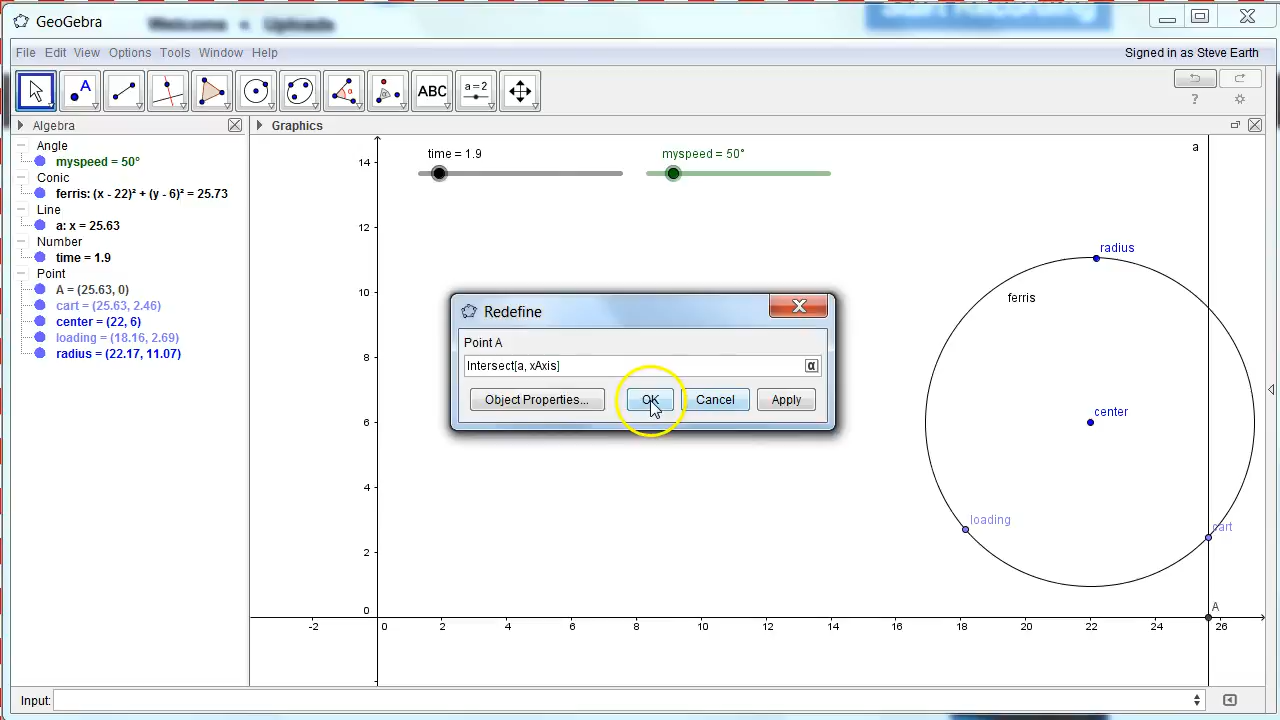 GeoGebra
Welcome
Uploads
File Edit View Options Tools Window Help
Signed in as Steve Earth
A
ABC
a = 2
?
Algebra
Graphics
Angle
myspeed = 50°
Conic
ferris: (x - 22)² + (y - 6)² = 25.73
Line
a: x = 25.63
Number
time = 1.9
Point
A = (25.63, 0)
cart = (25.63, 2.46)
center = (22, 6)
loading = (18.16, 2.69)
radius = (22.17, 11.07)
time = 1.9
myspeed = 50°
a
14
12
10
8
6
4
2
0
radius
ferris
center
loading
cart
A
Redefine
Point A
Intersect[a, xAxis]
α
Object Properties...
OK
Cancel
Apply
-2 0 2 4 6 8 10 12 14 16 18 20 22 24 26
Input: